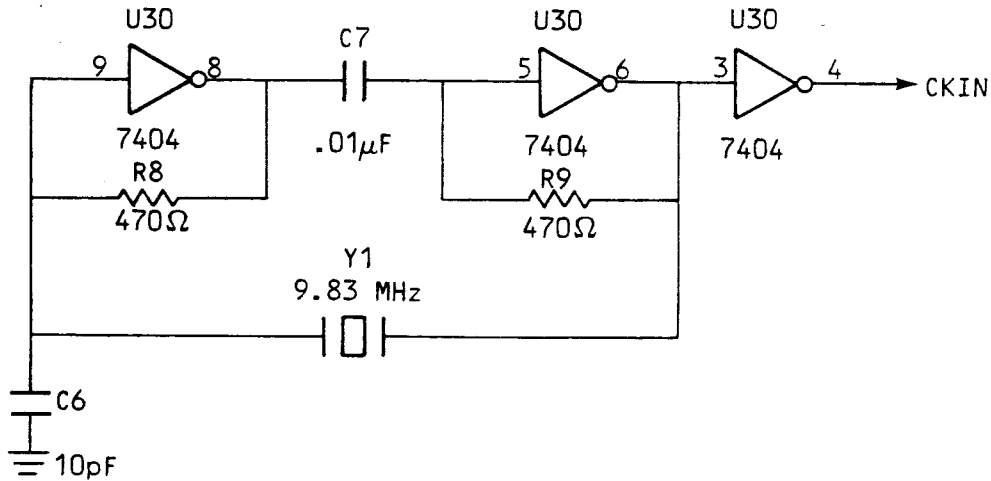 U30
U30
U30
C7
9
8
5
6
3
4
CKIN
7404
.01μF
7404
7404
R8
470Ω
R9
470Ω
Y1
9.83 MHz
C6
10pF